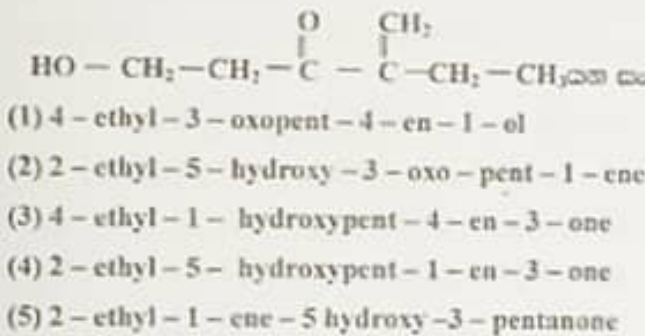 O CH₂
HO – CH₂–CH₂–C – C–CH₂–CH₃
(1) 4 – ethyl – 3 – oxopent – 4 – en – 1 – ol
(2) 2 – ethyl – 5 – hydroxy – 3 – oxo – pent – 1 – ene
(3) 4 – ethyl – 1 – hydroxypent – 4 – en – 3 – one
(4) 2 – ethyl – 5 – hydroxypent – 1 – en – 3 – one
(5) 2 – ethyl – 1 – ene – 5 hydroxy –3 – pentanone